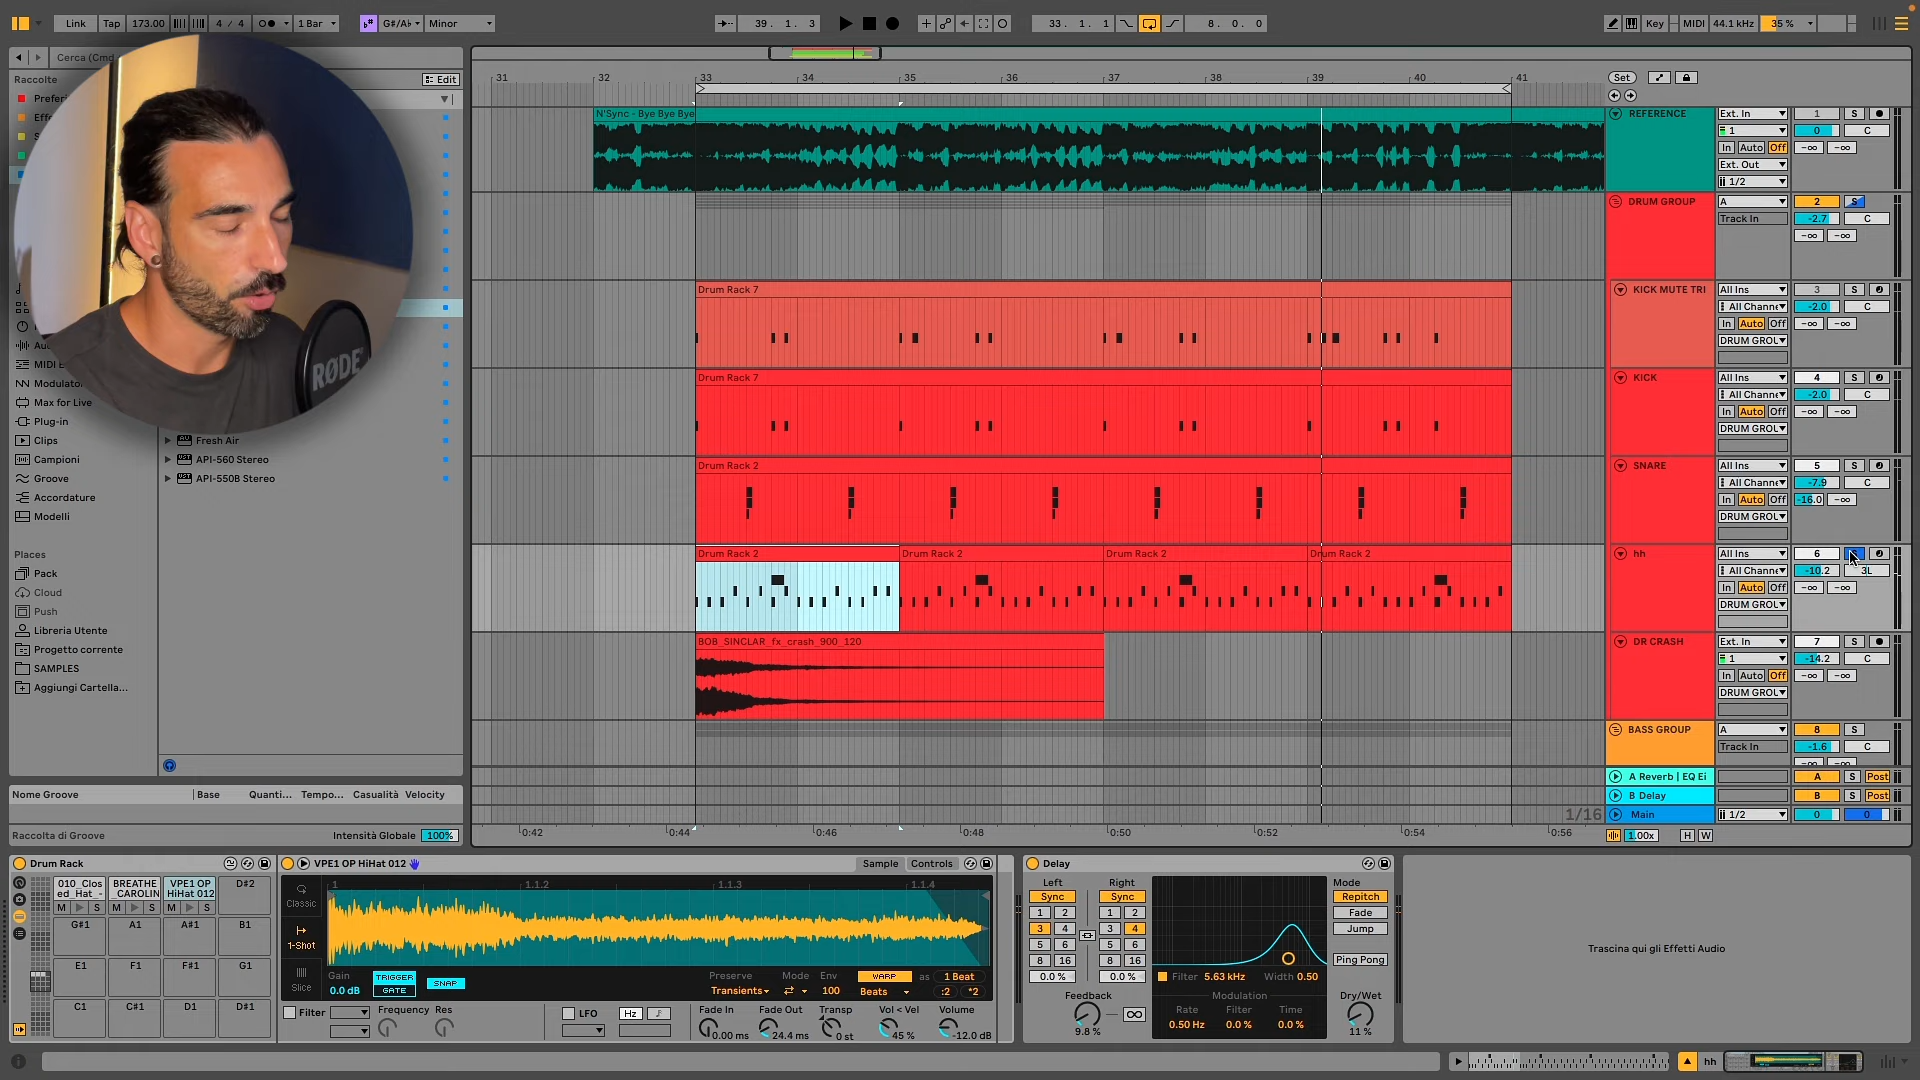 Link Tap 173.00 4 / 4 1 Bar G#/A♭ Minor 39. 1. 3 33. 1. 1 8. 0. 0 Key MIDI 44.1 kHz 35 %
Cerca (Cmd
Raccolte Edit
Preferi
Effe
MIDI E
Modulator
Max for Live
Plug-in
Clips
Campioni
Groove
Accordature
Modelli
Fresh Air
API-560 Stereo
API-550B Stereo
Places
Pack
Cloud
Push
Libreria Utente
Progetto corrente
SAMPLES
Aggiungi Cartella...
Nome Groove Base Quanti... Tempo... Casualità Velocity
Raccolta di Groove Intensità Globale 100%
RØDE
31 32 33 34 35 36 37 38 39 40 41 Set
N'Sync - Bye Bye Bye
REFERENCE Ext. In 1 S
1 0 C
In Auto Off -∞ -∞
Ext. Out
1/2
DRUM GROUP A 2 S
Track In -2.7 C
-∞ -∞
Drum Rack 7
KICK MUTE TRI All Ins 3 S
All Channe -2.0 C
In Auto Off -∞ -∞
DRUM GROU
Drum Rack 7
KICK All Ins 4 S
All Channe -2.0 C
In Auto Off -∞ -∞
DRUM GROU
Drum Rack 2
SNARE All Ins 5 S
All Channe -7.9 C
In Auto Off -16.0 -∞
DRUM GROU
Drum Rack 2 Drum Rack 2 Drum Rack 2 Drum Rack 2
hh All Ins 6
All Channe -10.2 3L
In Auto Off -∞ -∞
DRUM GROU
BOB_SINCLAR_fx_crash_900_120
DR CRASH Ext. In 7 S
1 -14.2 C
In Auto Off -∞ -∞
DRUM GROU
BASS GROUP A 8 S
Track In -1.6 C
A Reverb | EQ Ei A S Post
B Delay B S Post
1/16 Main 1/2 0 0
0:42 0:44 0:46 0:48 0:50 0:52 0:54 0:56 1.00x H W
Drum Rack
010_Clos ed_Hat_- BREATHE _CAROLIN VPE1 OP HiHat 012 D#2
M S M S M S
G#1 A1 A#1 B1
E1 F1 F#1 G1
C1 C#1 D1 D#1
VPE1 OP HiHat 012 Sample Controls
1 1.1.2 1.1.3 1.1.4
Classic
1-Shot
Slice
Gain TRIGGER Preserve Mode Env WARP as 1 Beat
0.0 dB GATE SNAP Transients 100 Beats :2 *2
Filter Frequency Res LFO Hz Fade In Fade Out Transp Vol < Vel Volume
0.00 ms 24.4 ms 0 st 45 % -12.0 dB
Delay
Left Right Mode
Sync Sync Repitch
1 2 1 2 Fade
3 4 3 4 Jump
5 6 5 6
8 16 8 16 Ping Pong
0.0 % 0.0 % Filter 5.63 kHz Width 0.50
Feedback Modulation Dry/Wet
Rate Filter Time
9.8 % 0.50 Hz 0.0 % 0.0 % 11 %
Trascina qui gli Effetti Audio
hh